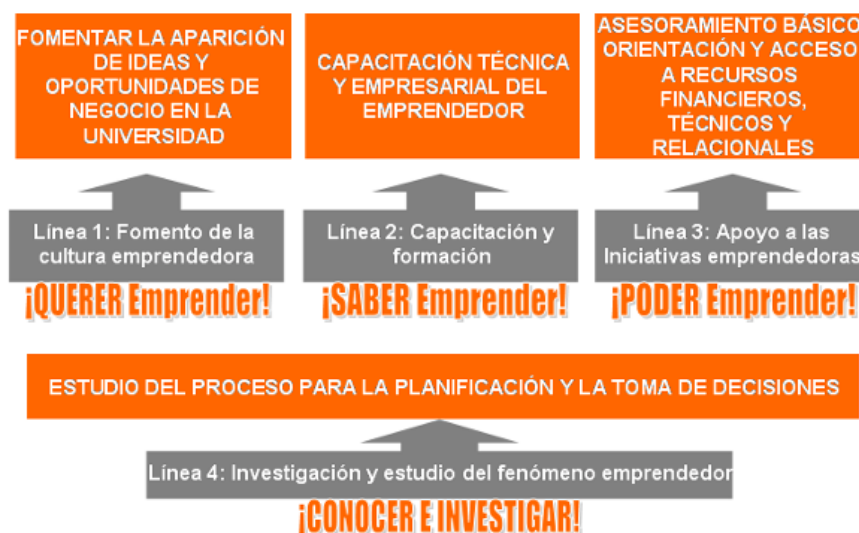 FOMENTAR LA APARICIÓN
DE IDEAS Y
OPORTUNIDADES DE
NEGOCIO EN LA
UNIVERSIDAD
CAPACITACIÓN TÉCNICA
Y EMPRESARIAL DEL
EMPRENDEDOR
ASESORAMIENTO BÁSICO
ORIENTACIÓN Y ACCESO
A RECURSOS
FINANCIEROS,
TÉCNICOS Y
RELACIONALES
Línea 1: Fomento de la
cultura emprendedora
Línea 2: Capacitación y
formación
Línea 3: Apoyo a las
Iniciativas emprendedoras
¡QUERER Emprender!
¡SABER Emprender!
¡PODER Emprender!
ESTUDIO DEL PROCESO PARA LA PLANIFICACIÓN Y LA TOMA DE DECISIONES
Línea 4: Investigación y estudio del fenómeno emprendedor
¡CONOCER E INVESTIGAR!